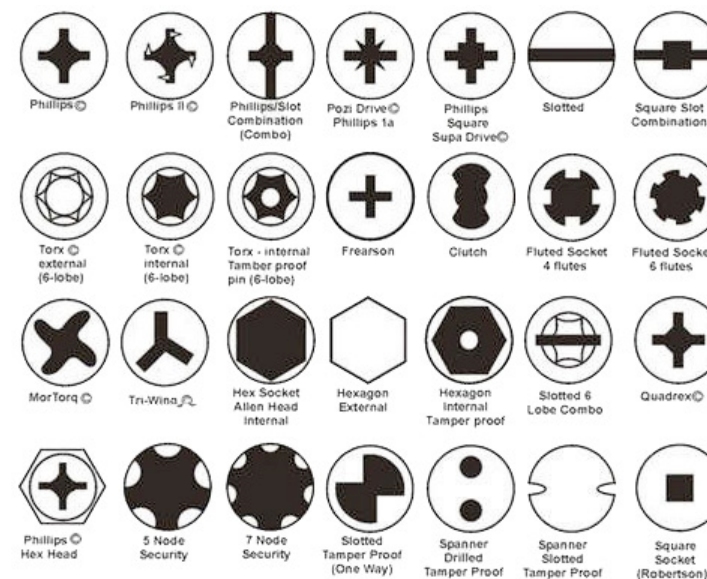 Phillips©
Phillips II©
Phillips/Slot
Combination
(Combo)
Pozi Drive©
Phillips 1a
Phillips
Square
Supa Drive©
Slotted
Square Slot
Combination
Torx ©
external
(6-lobe)
Torx ©
internal
(6-lobe)
Torx - internal
Tamber proof
pin (6-lobe)
Frearson
Clutch
Fluted Socket
4 flutes
Fluted Socke
6 flutes
MorTorq ©
Tri-Wing
Hex Socket
Allen Head
Internal
Hexagon
External
Hexagon
Internal
Tamper proof
Slotted 6
Lobe Combo
Quadrex©
Phillips ©
Hex Head
5 Node
Security
7 Node
Security
Slotted
Tamper Proof
(One Way)
Spanner
Drilled
Tamper Proof
Spanner
Slotted
Tamper Proof
Square
Socket
(Robertson)